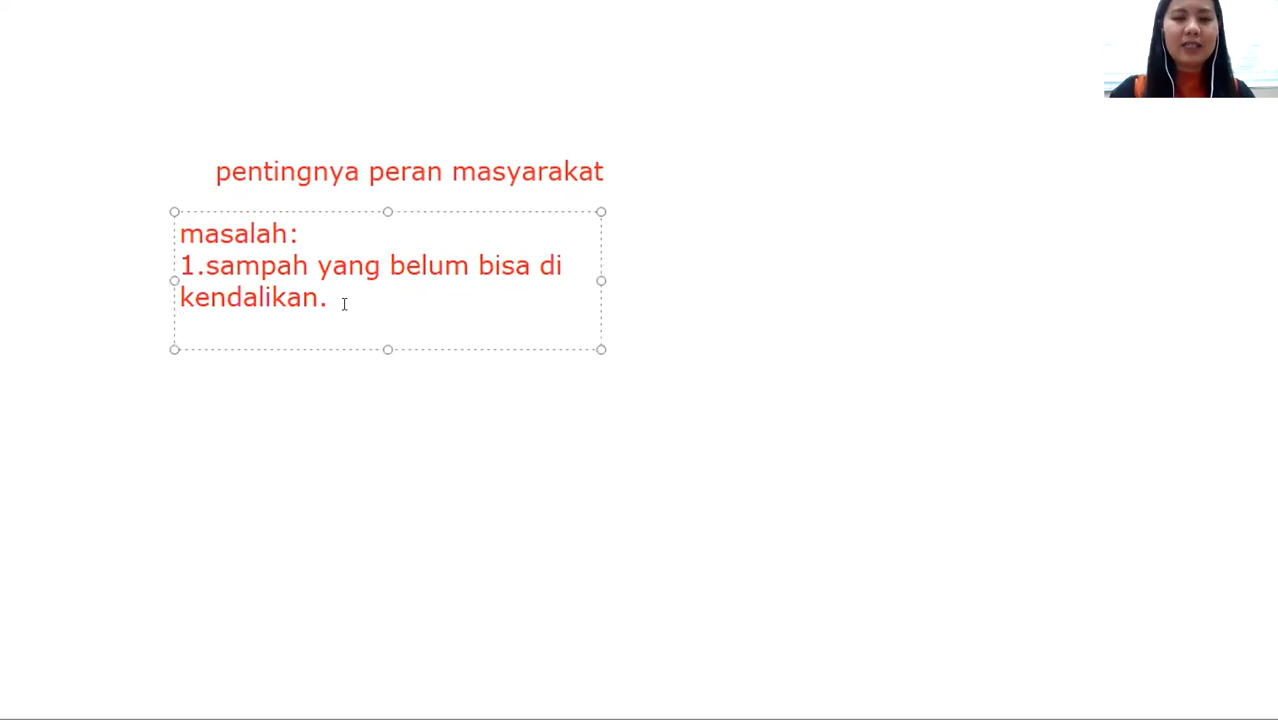 pentingnya peran masyarakat
masalah:
1.sampah yang belum bisa di
kendalikan.